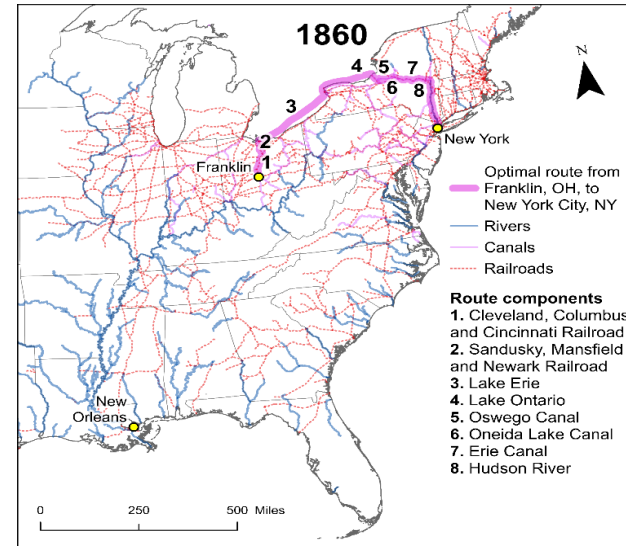 1860
N
4 5 7
6 8
3
2
1
Franklin
New York
New
Orleans
Optimal route from
Franklin, OH, to
New York City, NY
Rivers
Canals
Railroads
Route components
1. Cleveland, Columbus
and Cincinnati Railroad
2. Sandusky, Mansfield
and Newark Railroad
3. Lake Erie
4. Lake Ontario
5. Oswego Canal
6. Oneida Lake Canal
7. Erie Canal
8. Hudson River
0 250 500 Miles